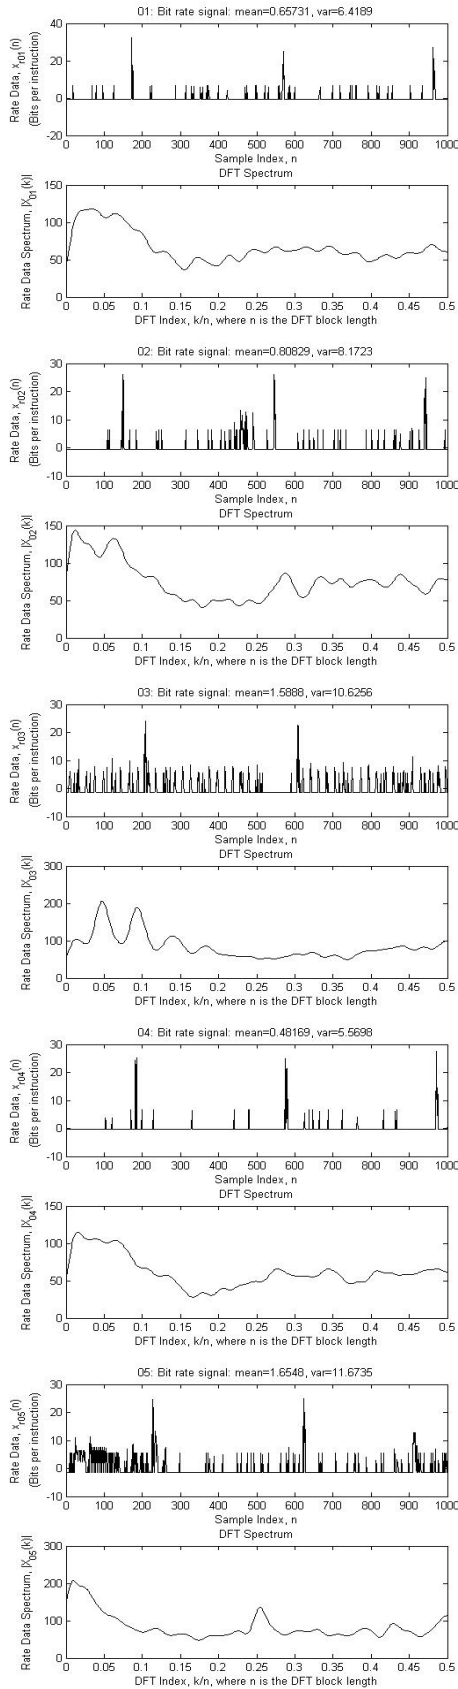 01: Bit rate signal: mean=0.65731, var=6.4189
Rate Data, x_r01(n)
(Bits per instruction)
40
20
0
-20
0 100 200 300 400 500 600 700 800 900 1000
Sample Index, n
DFT Spectrum
Rate Data Spectrum, |X_01(k)|
150
100
50
0
0 0.05 0.1 0.15 0.2 0.25 0.3 0.35 0.4 0.45 0.5
DFT Index, k/n, where n is the DFT block length
02: Bit rate signal: mean=0.80829, var=8.1723
Rate Data, x_r02(n)
(Bits per instruction)
30
20
10
0
-10
0 100 200 300 400 500 600 700 800 900 1000
Sample Index, n
DFT Spectrum
Rate Data Spectrum, |X_02(k)|
150
100
50
0
0 0.05 0.1 0.15 0.2 0.25 0.3 0.35 0.4 0.45 0.5
DFT Index, k/n, where n is the DFT block length
03: Bit rate signal: mean=1.5888, var=10.6256
Rate Data, x_r03(n)
(Bits per instruction)
30
20
10
0
-10
0 100 200 300 400 500 600 700 800 900 1000
Sample Index, n
DFT Spectrum
Rate Data Spectrum, |X_03(k)|
300
200
100
0
0 0.05 0.1 0.15 0.2 0.25 0.3 0.35 0.4 0.45 0.5
DFT Index, k/n, where n is the DFT block length
04: Bit rate signal: mean=0.48169, var=5.5698
Rate Data, x_r04(n)
(Bits per instruction)
30
20
10
0
-10
0 100 200 300 400 500 600 700 800 900 1000
Sample Index, n
DFT Spectrum
Rate Data Spectrum, |X_04(k)|
150
100
50
0
0 0.05 0.1 0.15 0.2 0.25 0.3 0.35 0.4 0.45 0.5
DFT Index, k/n, where n is the DFT block length
05: Bit rate signal: mean=1.6548, var=11.6735
Rate Data, x_r05(n)
(Bits per instruction)
30
20
10
0
-10
0 100 200 300 400 500 600 700 800 900 1000
Sample Index, n
DFT Spectrum
Rate Data Spectrum, |X_05(k)|
300
200
100
0
0 0.05 0.1 0.15 0.2 0.25 0.3 0.35 0.4 0.45 0.5
DFT Index, k/n, where n is the DFT block length